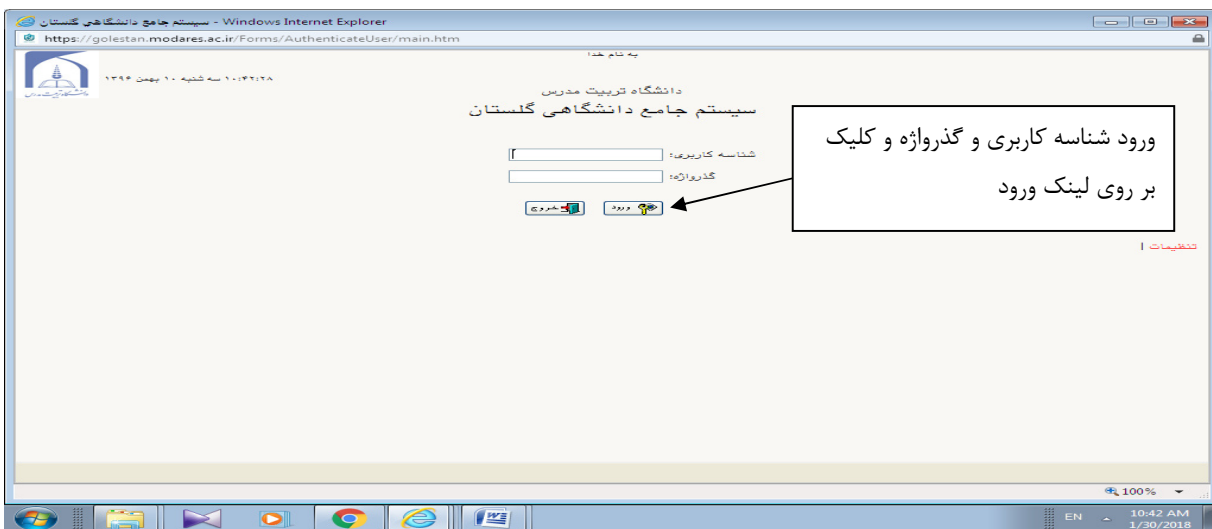 سیستم جامع دانشگاهی گلستان - Windows Internet Explorer
https://golestan.modares.ac.ir/Forms/AuthenticateUser/main.htm
به نام خدا
۱۰:۴۲:۲۸ سه شنبه ۱۰ بهمن ۱۳۹۶
دانشگاه تربیت مدرس
دانشگاه تربیت مدرس
سیستم جامع دانشگاهی گلستان
شناسه کاربری:
گذرواژه:
ورود
خروج
ورود شناسه کاربری و گذرواژه و کلیک
بر روی لینک ورود
تنظیمات |
100%
EN
10:42 AM
1/30/2018